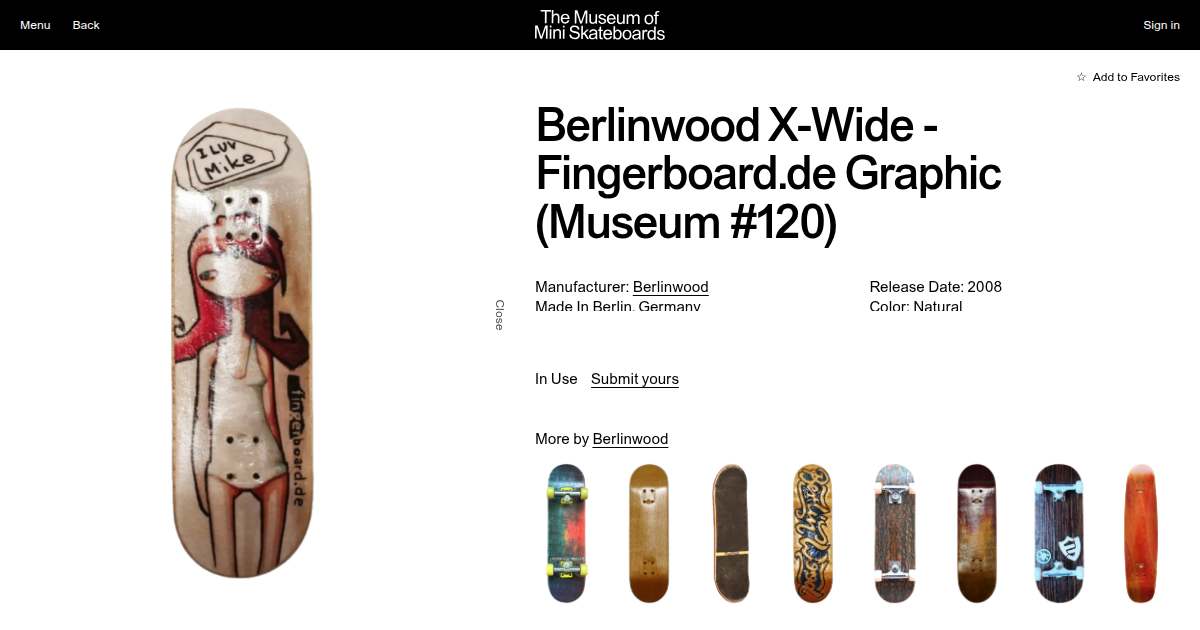 Menu
Back
The Museum of
Mini Skateboards
Sign in
☆ Add to Favorites
I LUV
Mike
fingerboard.de
Close
Berlinwood X-Wide -
Fingerboard.de Graphic
(Museum #120)
Manufacturer: Berlinwood
Release Date: 2008
Made In Berlin, Germany
Color: Natural
In Use
Submit yours
More by Berlinwood
BerlinWood